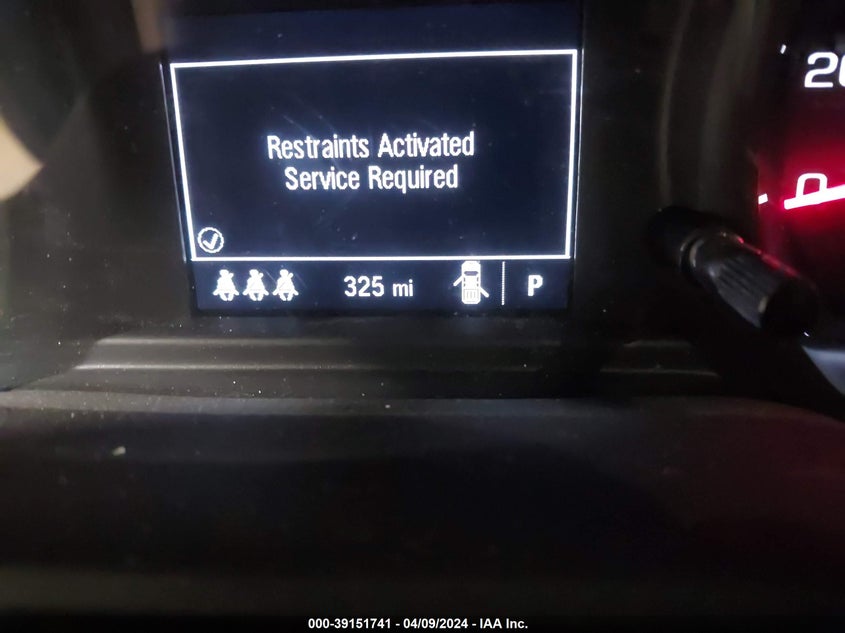 Restraints Activated
Service Required
325 mi
P
000-39151741 - 04/09/2024 - IAA Inc.